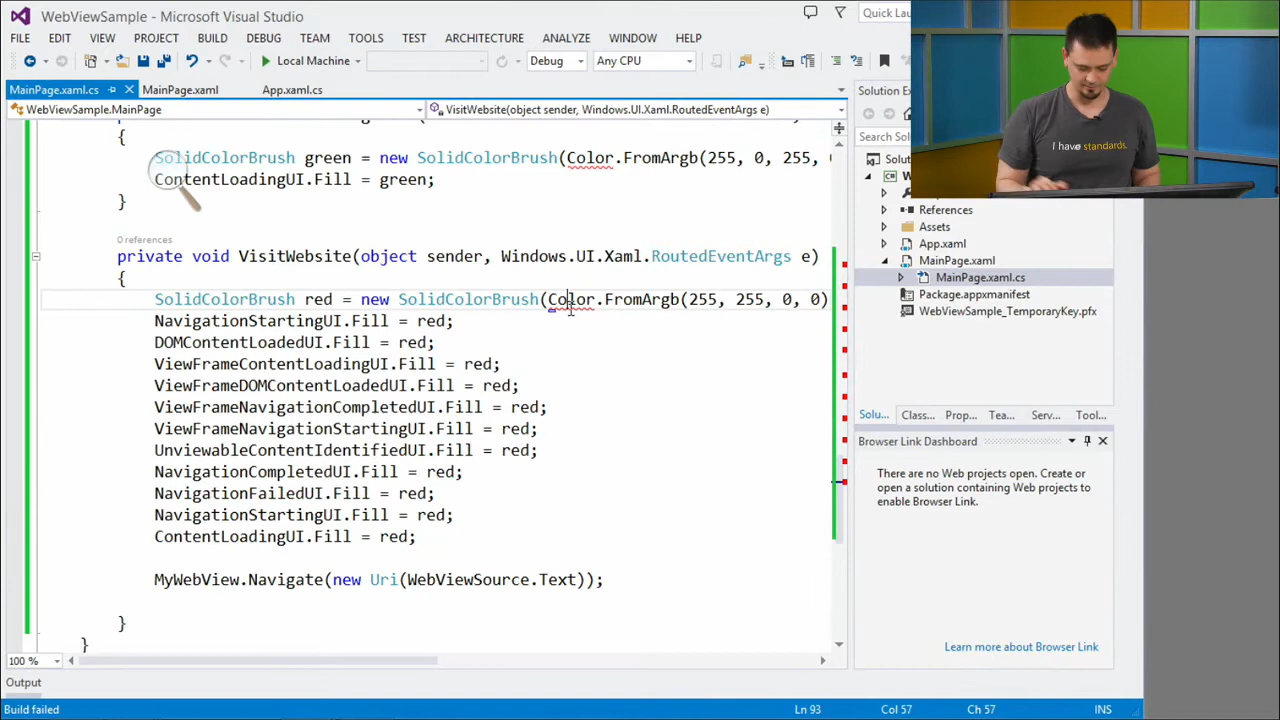 WebViewSample - Microsoft Visual Studio
Quick Lau
FILE EDIT VIEW PROJECT BUILD DEBUG TEAM TOOLS TEST ARCHITECTURE ANALYZE WINDOW HELP
Local Machine Debug Any CPU
MainPage.xaml.cs MainPage.xaml App.xaml.cs
WebViewSample.MainPage VisitWebsite(object sender, Windows.UI.Xaml.RoutedEventArgs e)
{
SolidColorBrush green = new SolidColorBrush(Color.FromArgb(255, 0, 255,
ContentLoadingUI.Fill = green;
}
0 references
private void VisitWebsite(object sender, Windows.UI.Xaml.RoutedEventArgs e)
{
SolidColorBrush red = new SolidColorBrush(Color.FromArgb(255, 255, 0, 0)
NavigationStartingUI.Fill = red;
DOMContentLoadedUI.Fill = red;
ViewFrameContentLoadingUI.Fill = red;
ViewFrameDOMContentLoadedUI.Fill = red;
ViewFrameNavigationCompletedUI.Fill = red;
ViewFrameNavigationStartingUI.Fill = red;
UnviewableContentIdentifiedUI.Fill = red;
NavigationCompletedUI.Fill = red;
NavigationFailedUI.Fill = red;
NavigationStartingUI.Fill = red;
ContentLoadingUI.Fill = red;
MyWebView.Navigate(new Uri(WebViewSource.Text));
}
}
100 %
Output
Build failed
Ln 93 Col 57 Ch 57 INS
Solution Ex
Search Solu
Solut
W
References
Assets
App.xaml
MainPage.xaml
MainPage.xaml.cs
Package.appxmanifest
WebViewSample_TemporaryKey.pfx
Solu... Class... Prop... Tea... Serv... Tool...
Browser Link Dashboard
There are no Web projects open. Create or
open a solution containing Web projects to
enable Browser Link.
Learn more about Browser Link
I have standards.